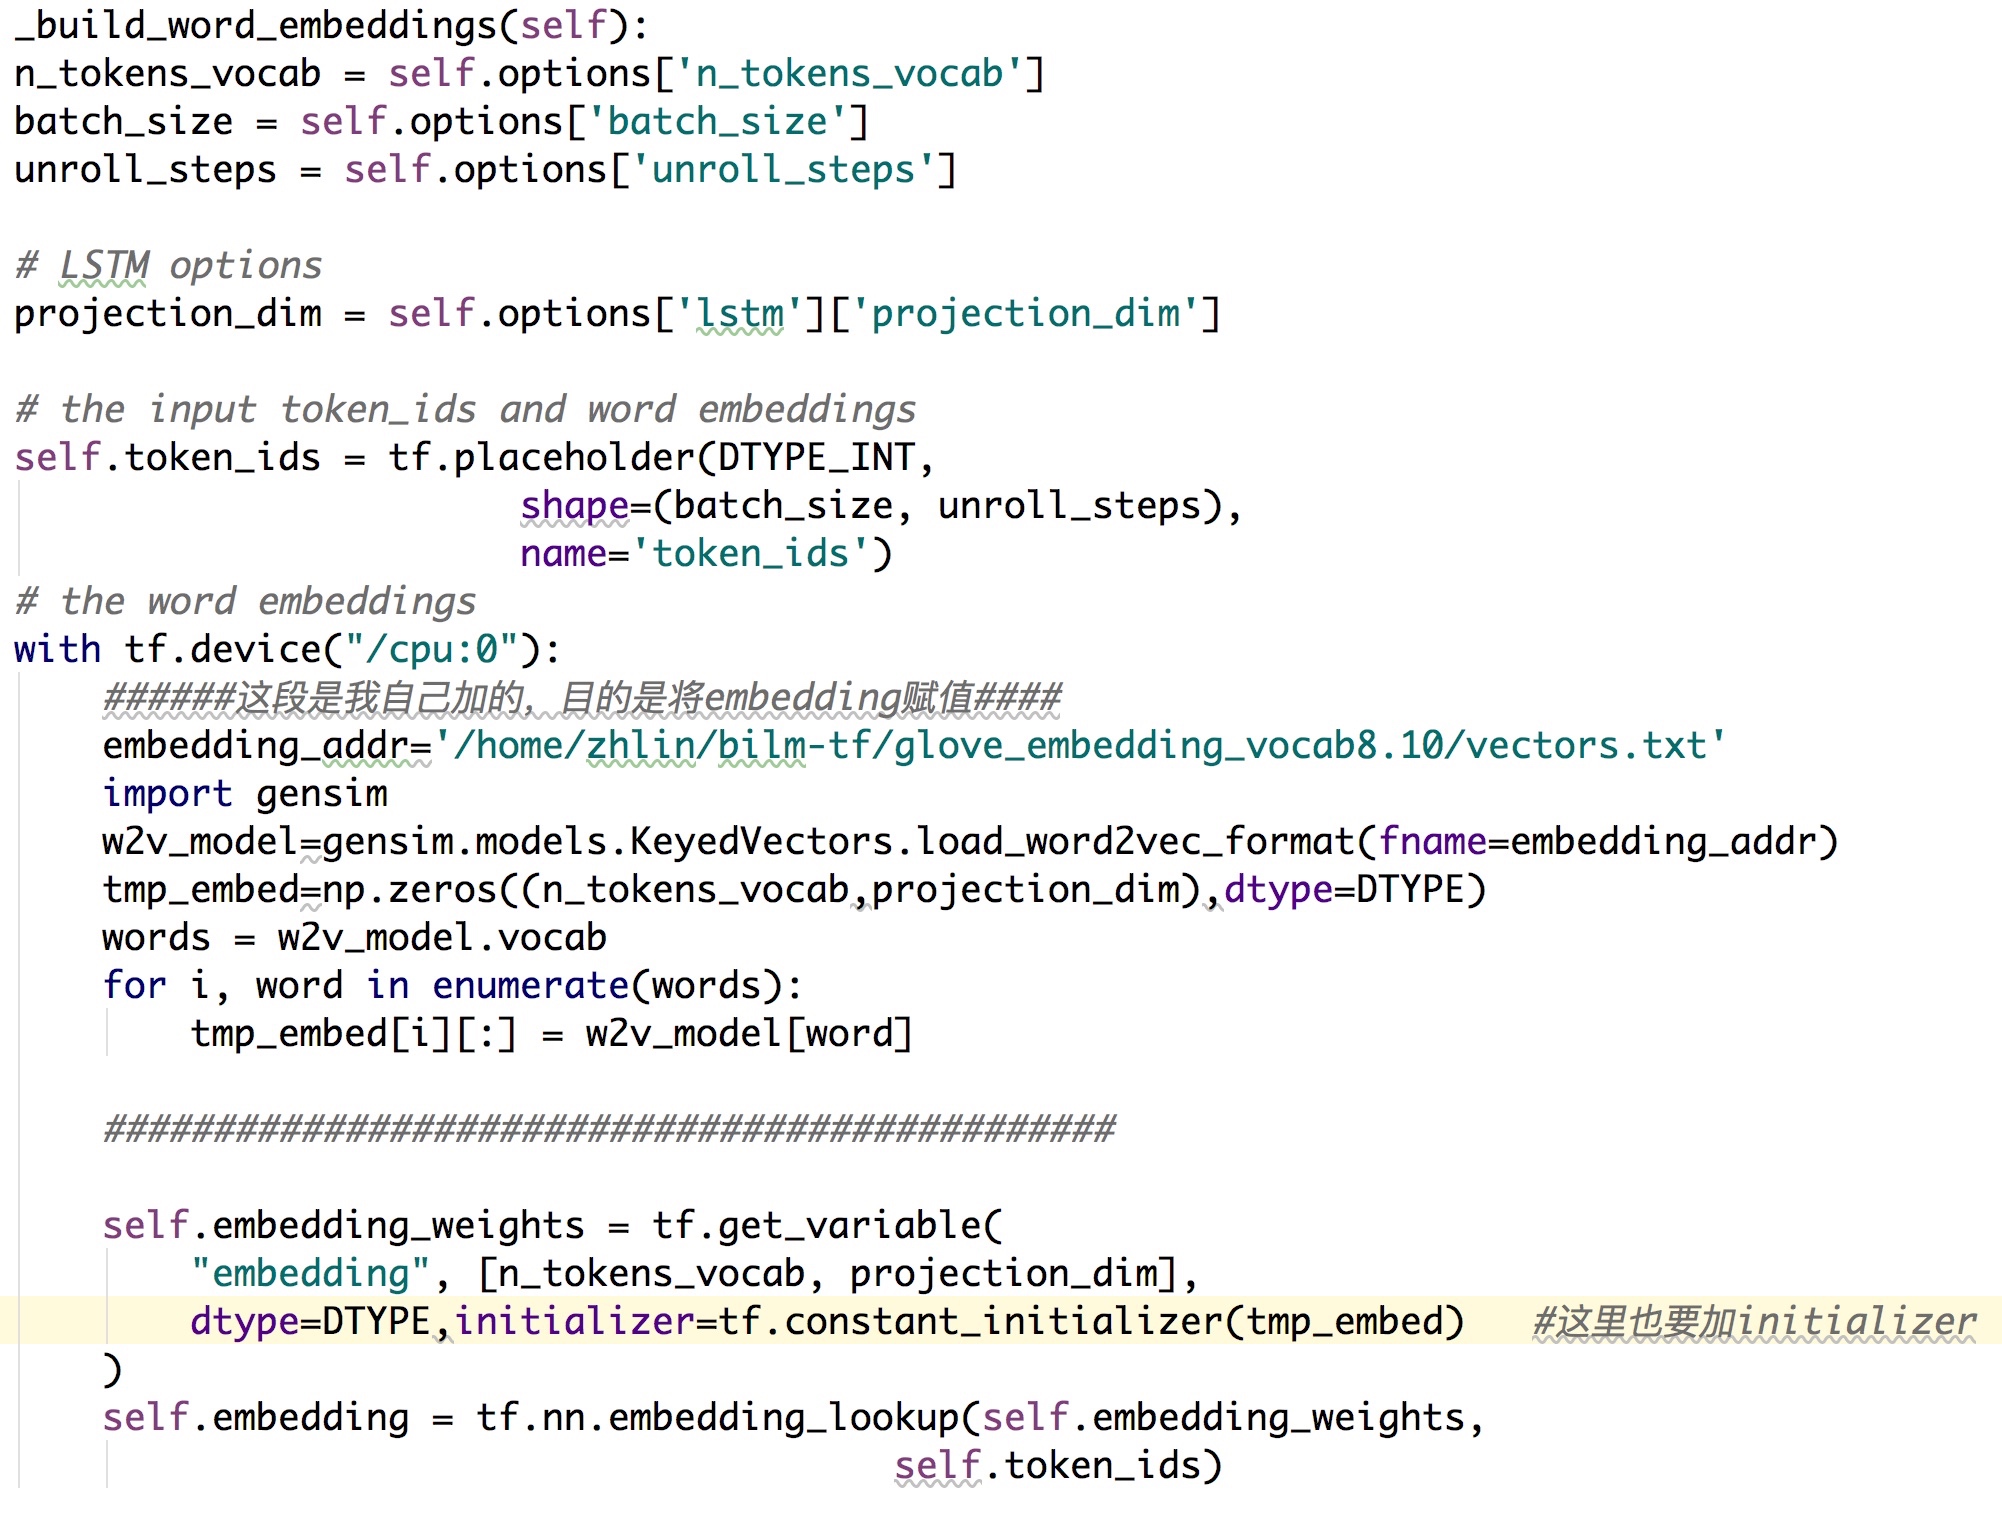 _build_word_embeddings(self):
n_tokens_vocab = self.options['n_tokens_vocab']
batch_size = self.options['batch_size']
unroll_steps = self.options['unroll_steps']
# LSTM options
projection_dim = self.options['lstm']['projection_dim']
# the input token_ids and word embeddings
self.token_ids = tf.placeholder(DTYPE_INT,
shape=(batch_size, unroll_steps),
name='token_ids')
# the word embeddings
with tf.device("/cpu:0"):
######这段是我自己加的，目的是将embedding赋值####
embedding_addr='/home/zhlin/bilm-tf/glove_embedding_vocab8.10/vectors.txt'
import gensim
w2v_model=gensim.models.KeyedVectors.load_word2vec_format(fname=embedding_addr)
tmp_embed=np.zeros((n_tokens_vocab,projection_dim),dtype=DTYPE)
words = w2v_model.vocab
for i, word in enumerate(words):
tmp_embed[i][:] = w2v_model[word]
##############################################
self.embedding_weights = tf.get_variable(
"embedding", [n_tokens_vocab, projection_dim],
dtype=DTYPE,initializer=tf.constant_initializer(tmp_embed)   #这里也要加initializer
)
self.embedding = tf.nn.embedding_lookup(self.embedding_weights,
self.token_ids)